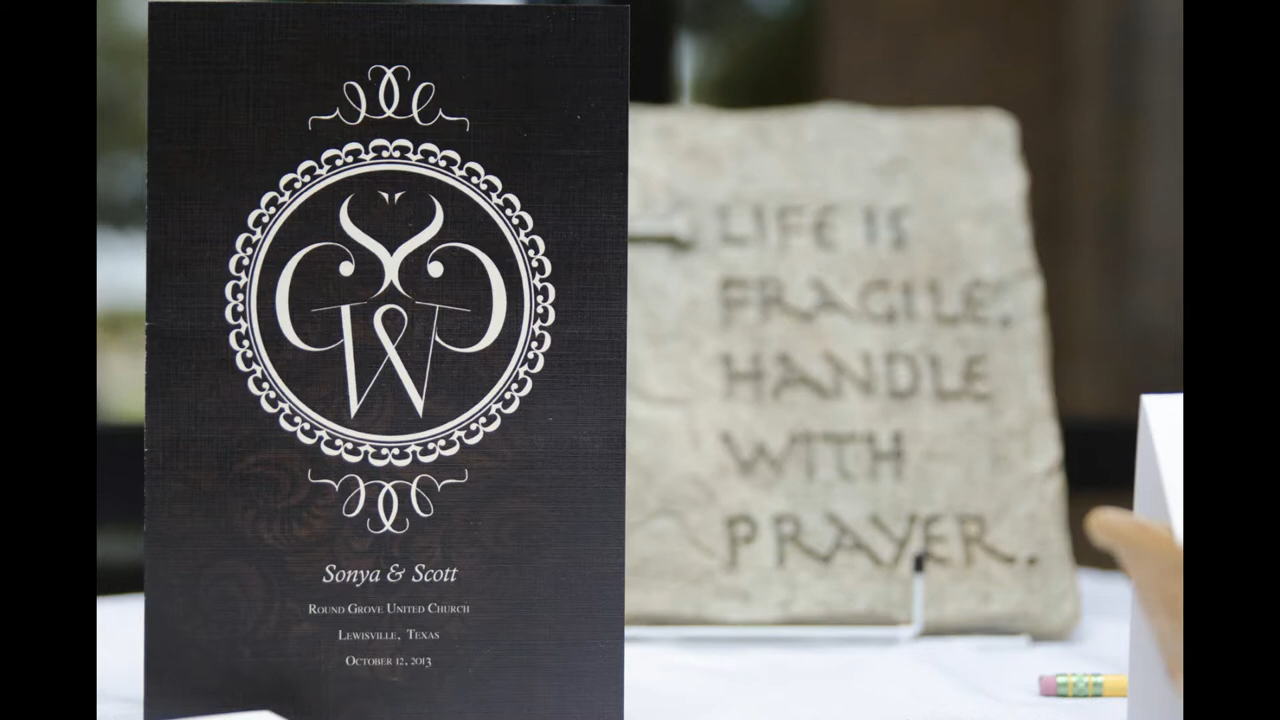 Sonya & Scott
Round Grove United Church
Lewisville, Texas
October 12, 2013
LIFE IS
FRAGILE.
HANDLE
WITH
PRAYER.